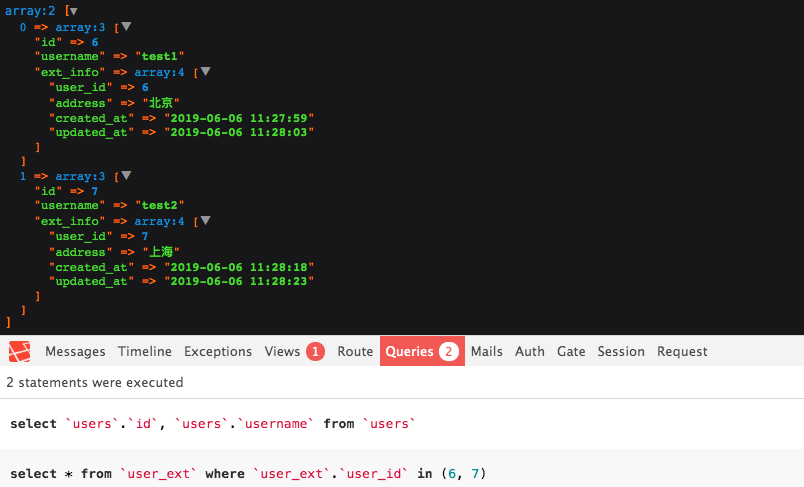 array:2 [▼
  0 => array:3 [▼
    "id" => 6
    "username" => "test1"
    "ext_info" => array:4 [▼
      "user_id" => 6
      "address" => "北京"
      "created_at" => "2019-06-06 11:27:59"
      "updated_at" => "2019-06-06 11:28:03"
    ]
  ]
  1 => array:3 [▼
    "id" => 7
    "username" => "test2"
    "ext_info" => array:4 [▼
      "user_id" => 7
      "address" => "上海"
      "created_at" => "2019-06-06 11:28:18"
      "updated_at" => "2019-06-06 11:28:23"
    ]
  ]
]
Messages Timeline Exceptions Views 1 Route Queries 2 Mails Auth Gate Session Request
2 statements were executed
select `users`.`id`, `users`.`username` from `users`
select * from `user_ext` where `user_ext`.`user_id` in (6, 7)